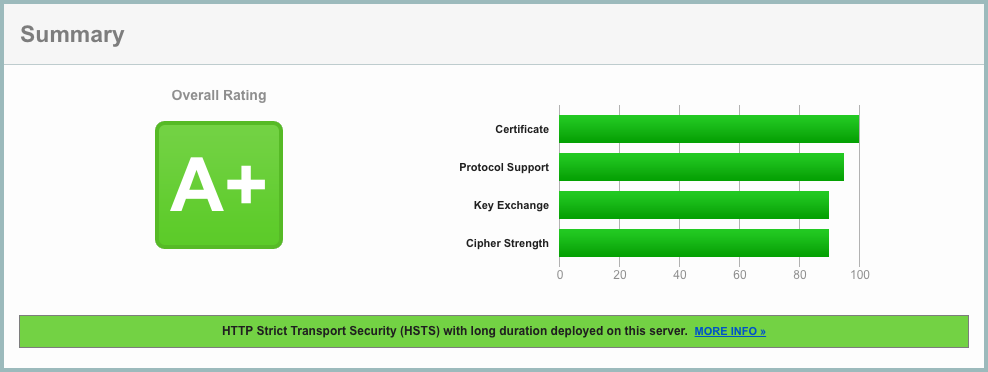 Summary
Overall Rating
A+
Certificate
Protocol Support
Key Exchange
Cipher Strength
0 20 40 60 80 100
HTTP Strict Transport Security (HSTS) with long duration deployed on this server. MORE INFO »